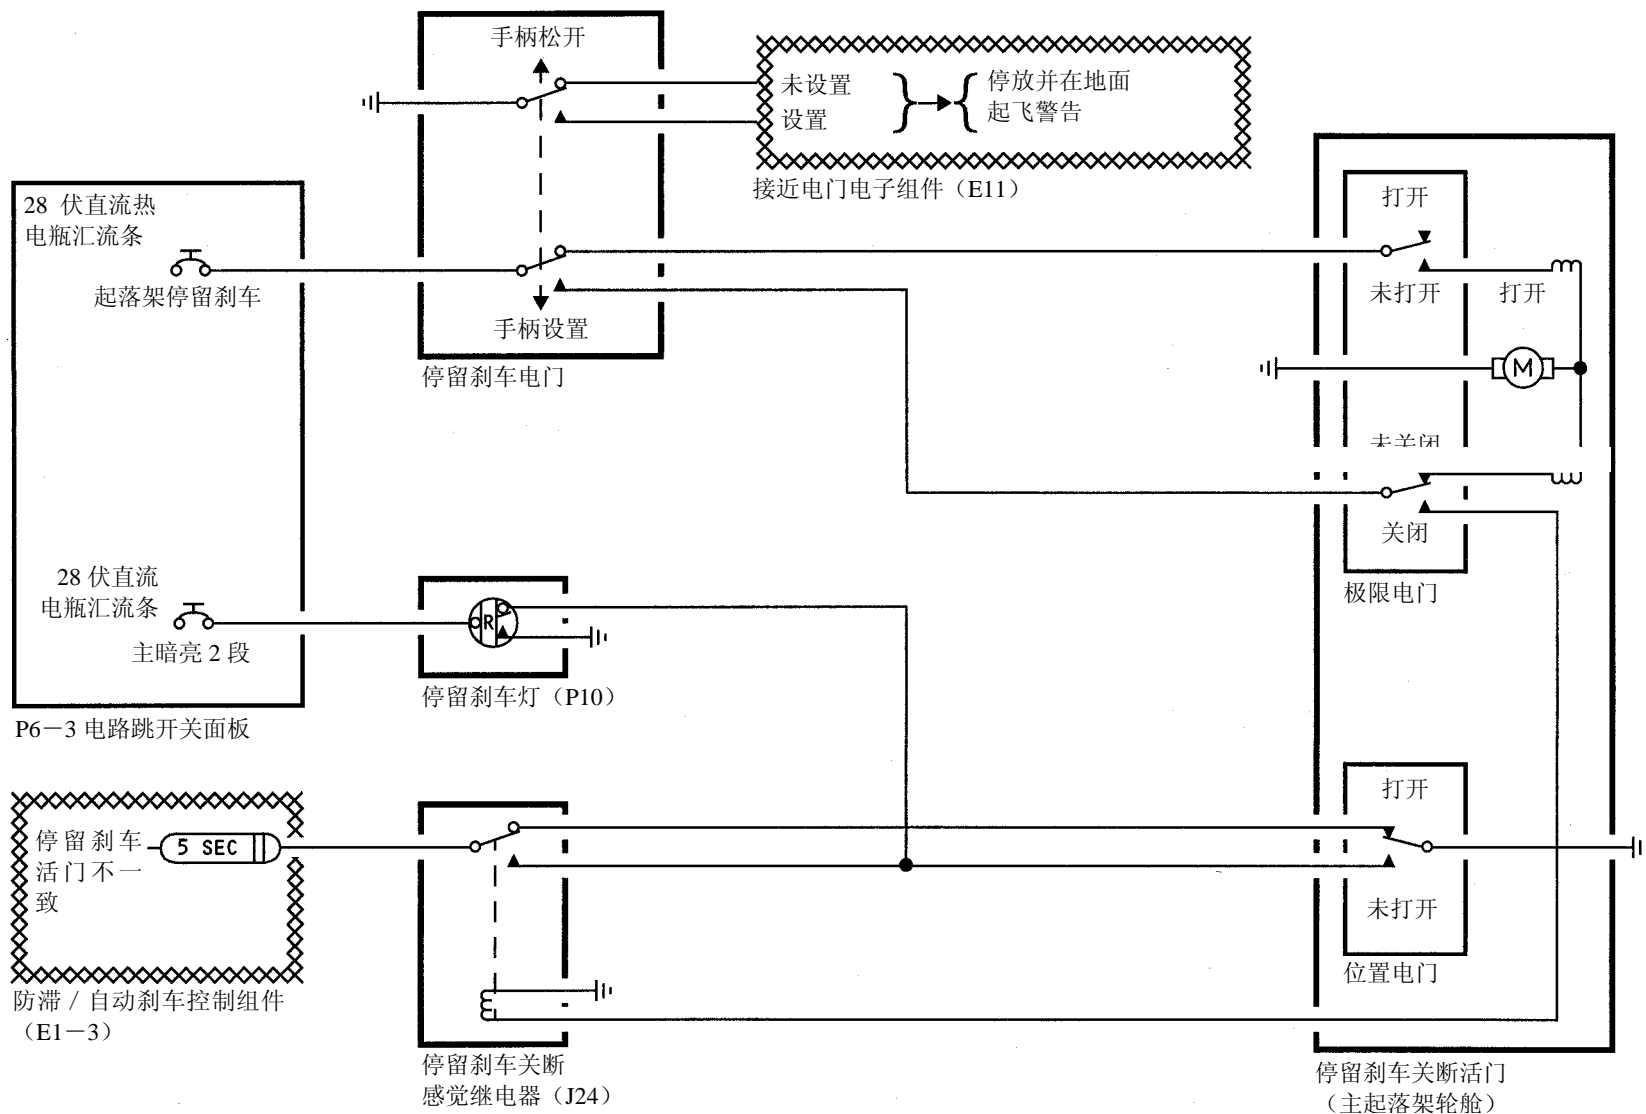 手柄松开
未设置
设置
停放并在地面
起飞警告
接近电门电子组件（E11）
28 伏直流热
电瓶汇流条
起落架停留刹车
手柄设置
停留刹车电门
打开
未打开
打开
M
未关闭
关闭
极限电门
28 伏直流
电瓶汇流条
主暗亮 2 段
R
停留刹车灯（P10）
P6－3 电路跳开关面板
停留刹车
活门不一
致
5 SEC
防滞 / 自动刹车控制组件
（E1－3）
停留刹车关断
感觉继电器（J24）
打开
未打开
位置电门
停留刹车关断活门
（主起落架轮舱）